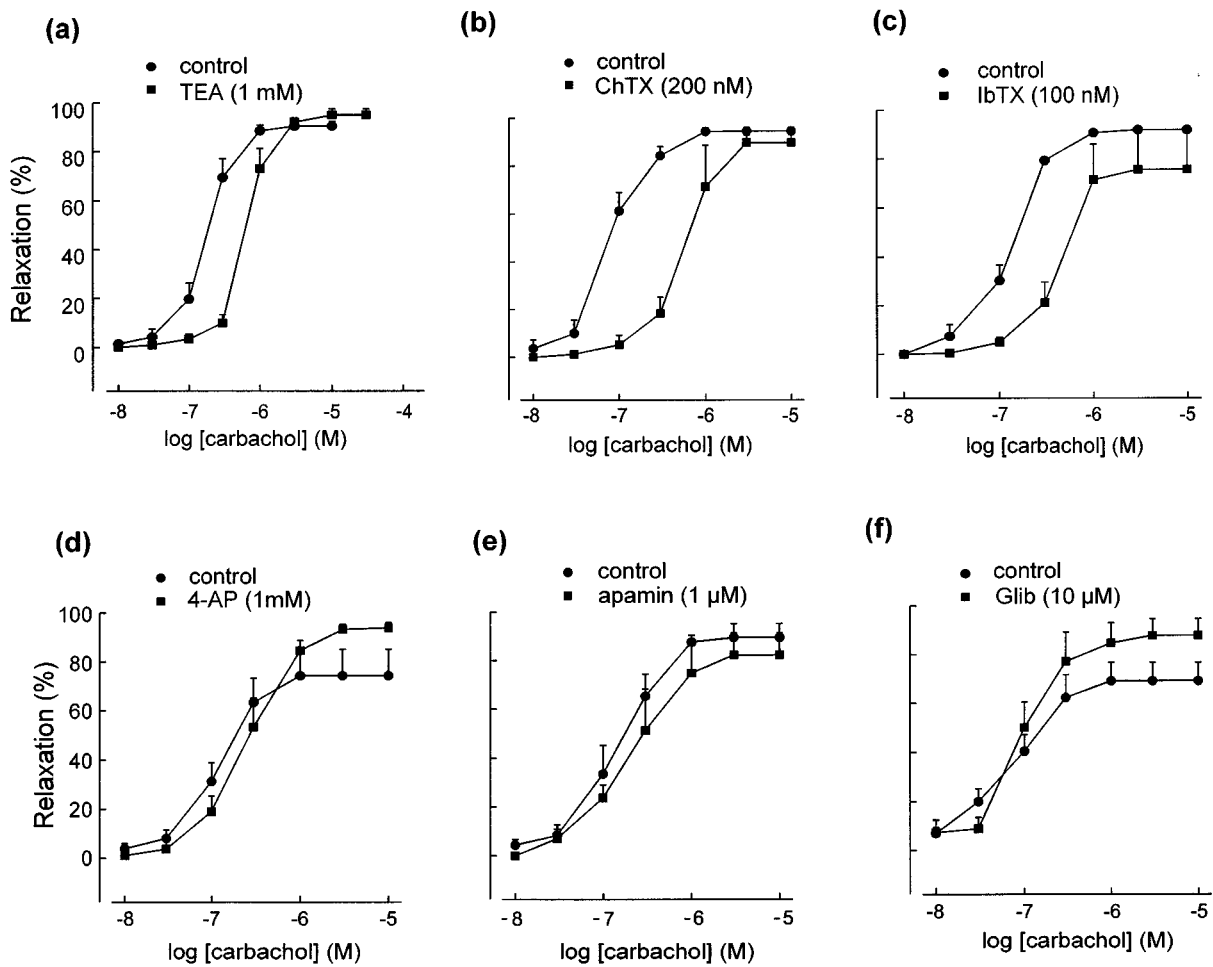 (a)
control
TEA (1 mM)
Relaxation (%)
100
80
60
40
20
0
-8 -7 -6 -5 -4
log [carbachol] (M)
(b)
control
ChTX (200 nM)
-8 -7 -6 -5
log [carbachol] (M)
(c)
control
IbTX (100 nM)
-8 -7 -6 -5
log [carbachol] (M)
(d)
control
4-AP (1mM)
Relaxation (%)
100
80
60
40
20
0
-8 -7 -6 -5
log [carbachol] (M)
(e)
control
apamin (1 µM)
-8 -7 -6 -5
log [carbachol] (M)
(f)
control
Glib (10 µM)
-8 -7 -6 -5
log [carbachol] (M)